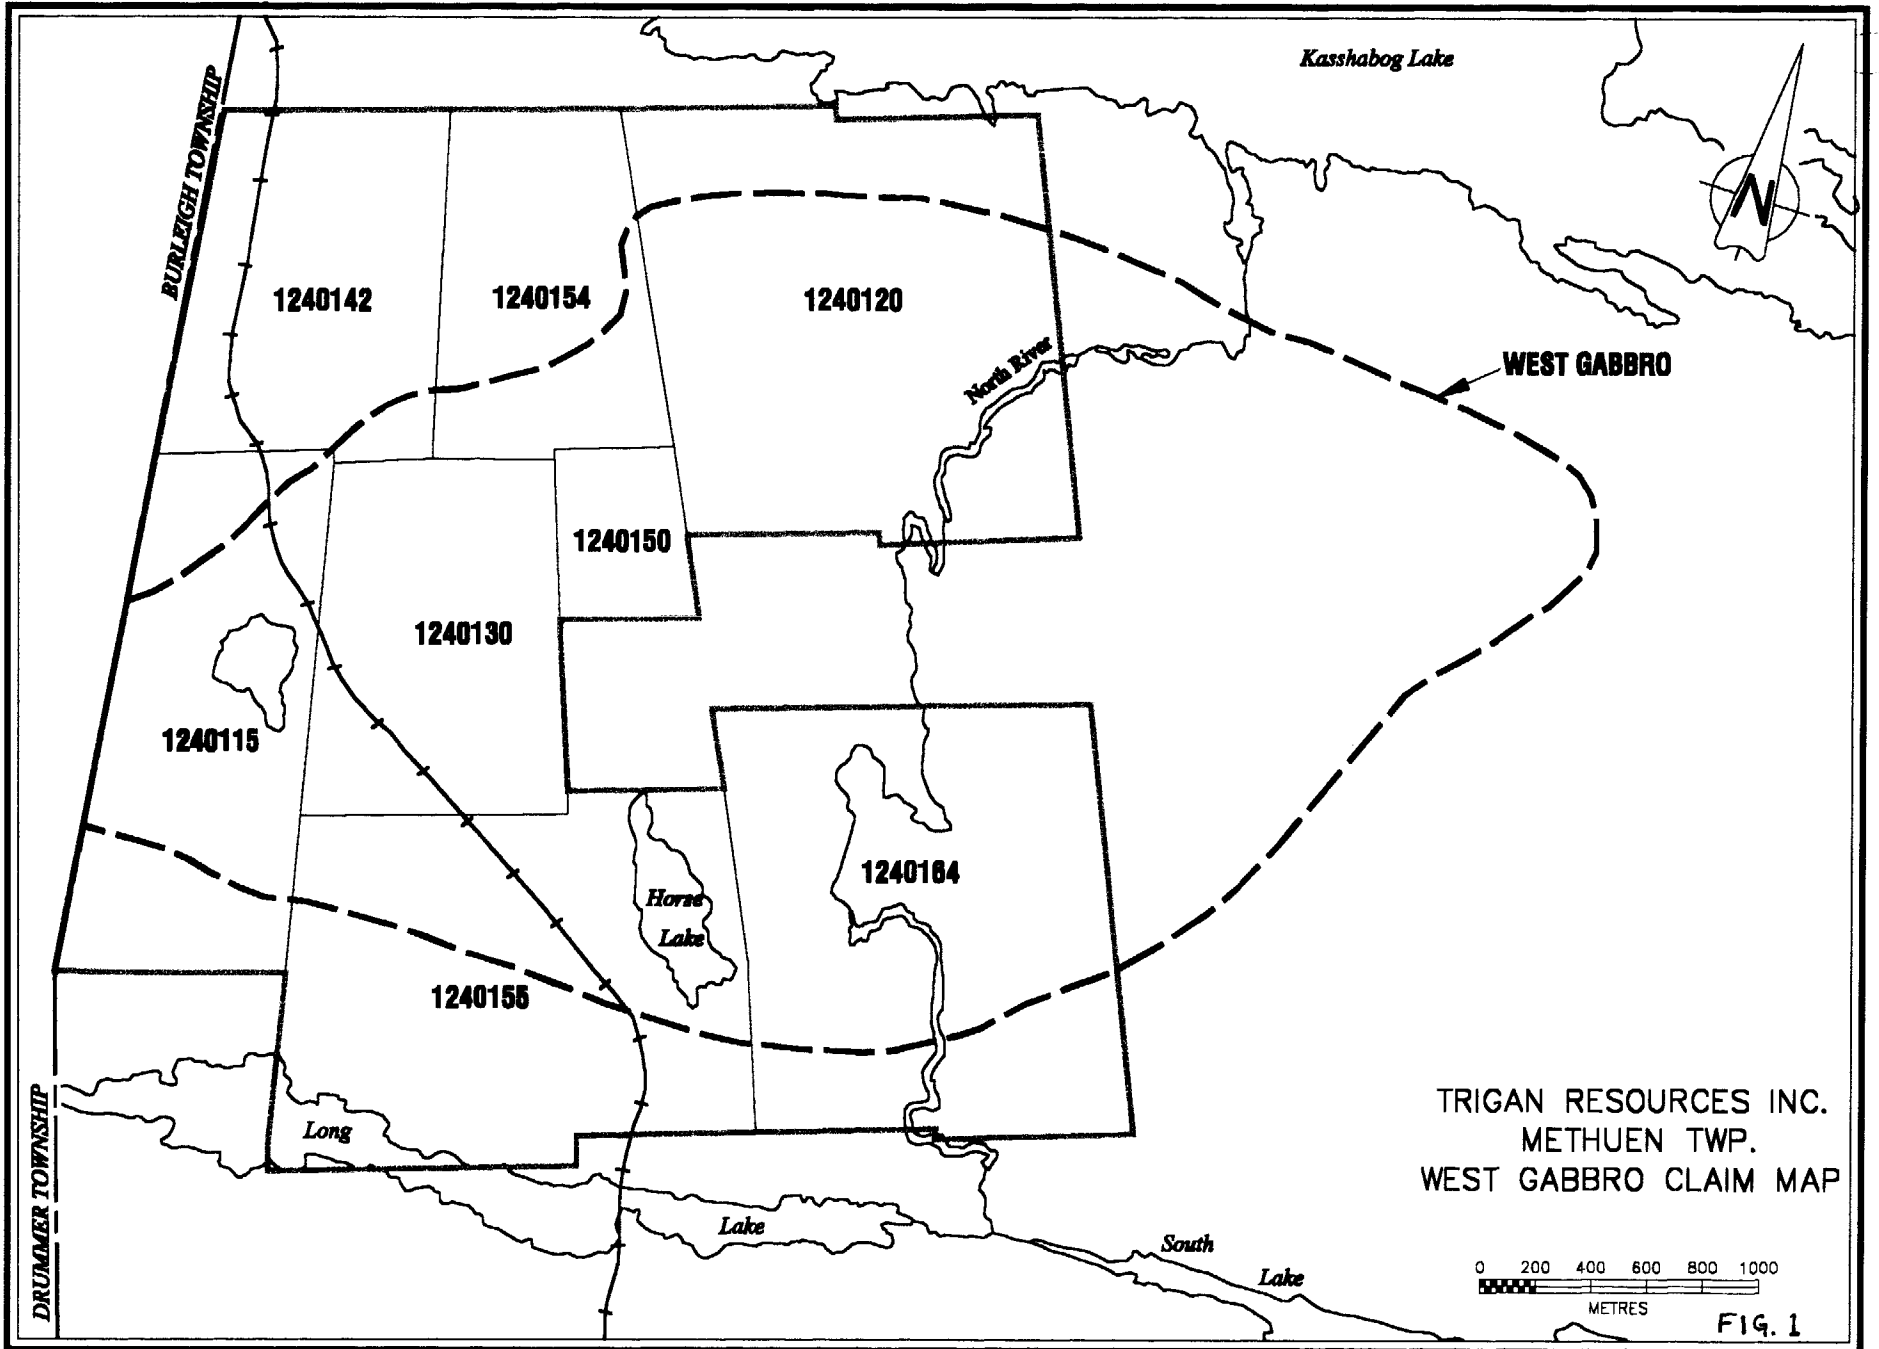 Kasshabog Lake
BURLEIGH TOWNSHIP
N
1240142
1240154
1240120
North River
WEST GABBRO
1240150
1240130
1240115
1240164
Horse
Lake
1240155
DRUMMER TOWNSHIP
Long
Lake
South
Lake
TRIGAN RESOURCES INC.
METHUEN TWP.
WEST GABBRO CLAIM MAP
0 200 400 600 800 1000
METRES
FIG. 1